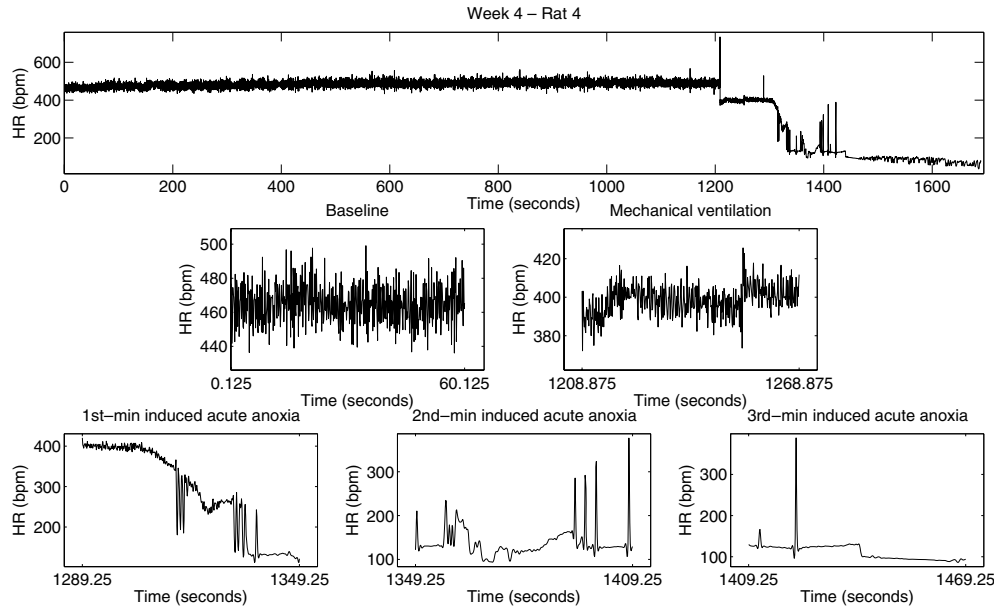 Week 4 – Rat 4
HR (bpm)
600
400
200
0 200 400 600 800 1000 1200 1400 1600
Time (seconds)
Baseline
HR (bpm)
500
480
460
440
0.125 60.125
Time (seconds)
Mechanical ventilation
HR (bpm)
420
400
380
1208.875 1268.875
Time (seconds)
1st–min induced acute anoxia
HR (bpm)
400
300
200
1289.25 1349.25
Time (seconds)
2nd–min induced acute anoxia
HR (bpm)
300
200
100
1349.25 1409.25
Time (seconds)
3rd–min induced acute anoxia
HR (bpm)
300
200
100
1409.25 1469.25
Time (seconds)